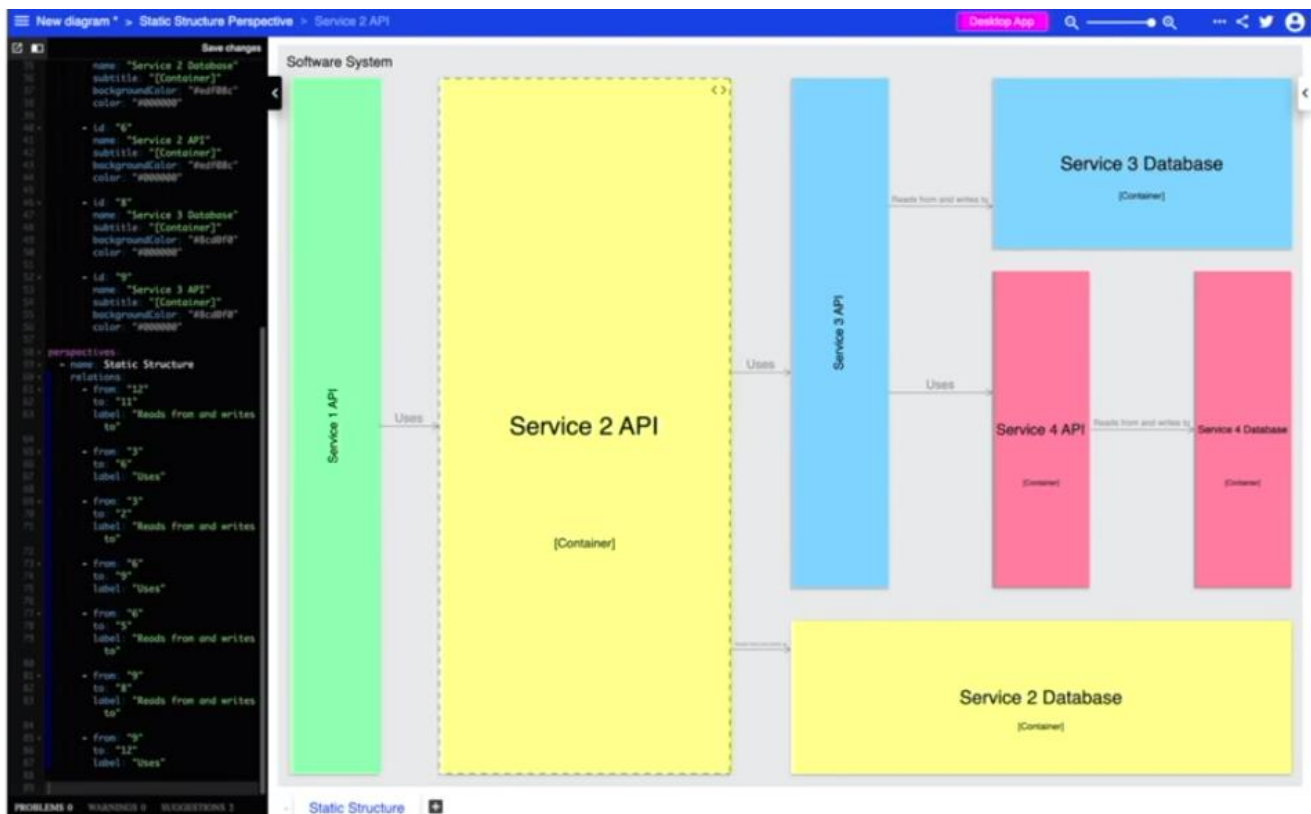 New diagram * > Static Structure Perspective > Service 2 API
Desktop App
Save changes
name: "Service 2 Database"
subtitle: "[Container]"
backgroundColor: "#edf08c"
color: "#000000"
- id: "6"
name: "Service 2 API"
subtitle: "[Container]"
backgroundColor: "#edf08c"
color: "#000000"
- id: "8"
name: "Service 3 Database"
subtitle: "[Container]"
backgroundColor: "#8cd0f0"
color: "#000000"
- id: "9"
name: "Service 3 API"
subtitle: "[Container]"
backgroundColor: "#8cd0f0"
color: "#000000"
perspectives:
- name: Static Structure
relations:
- from: "12"
to: "11"
label: "Reads from and writes
to"
- from: "3"
to: "6"
label: "Uses"
- from: "3"
to: "2"
label: "Reads from and writes
to"
- from: "6"
to: "9"
label: "Uses"
- from: "6"
to: "5"
label: "Reads from and writes
to"
- from: "9"
to: "8"
label: "Reads from and writes
to"
- from: "9"
to: "12"
label: "Uses"
PROBLEMS 0 WARNINGS 0 SUGGESTIONS 2
Software System
Service 1 API
Uses
Service 2 API
[Container]
Uses
Service 3 API
Reads from and writes to
Service 3 Database
[Container]
Uses
Service 4 API
[Container]
Reads from and writes to
Service 4 Database
[Container]
Service 2 Database
[Container]
Static Structure